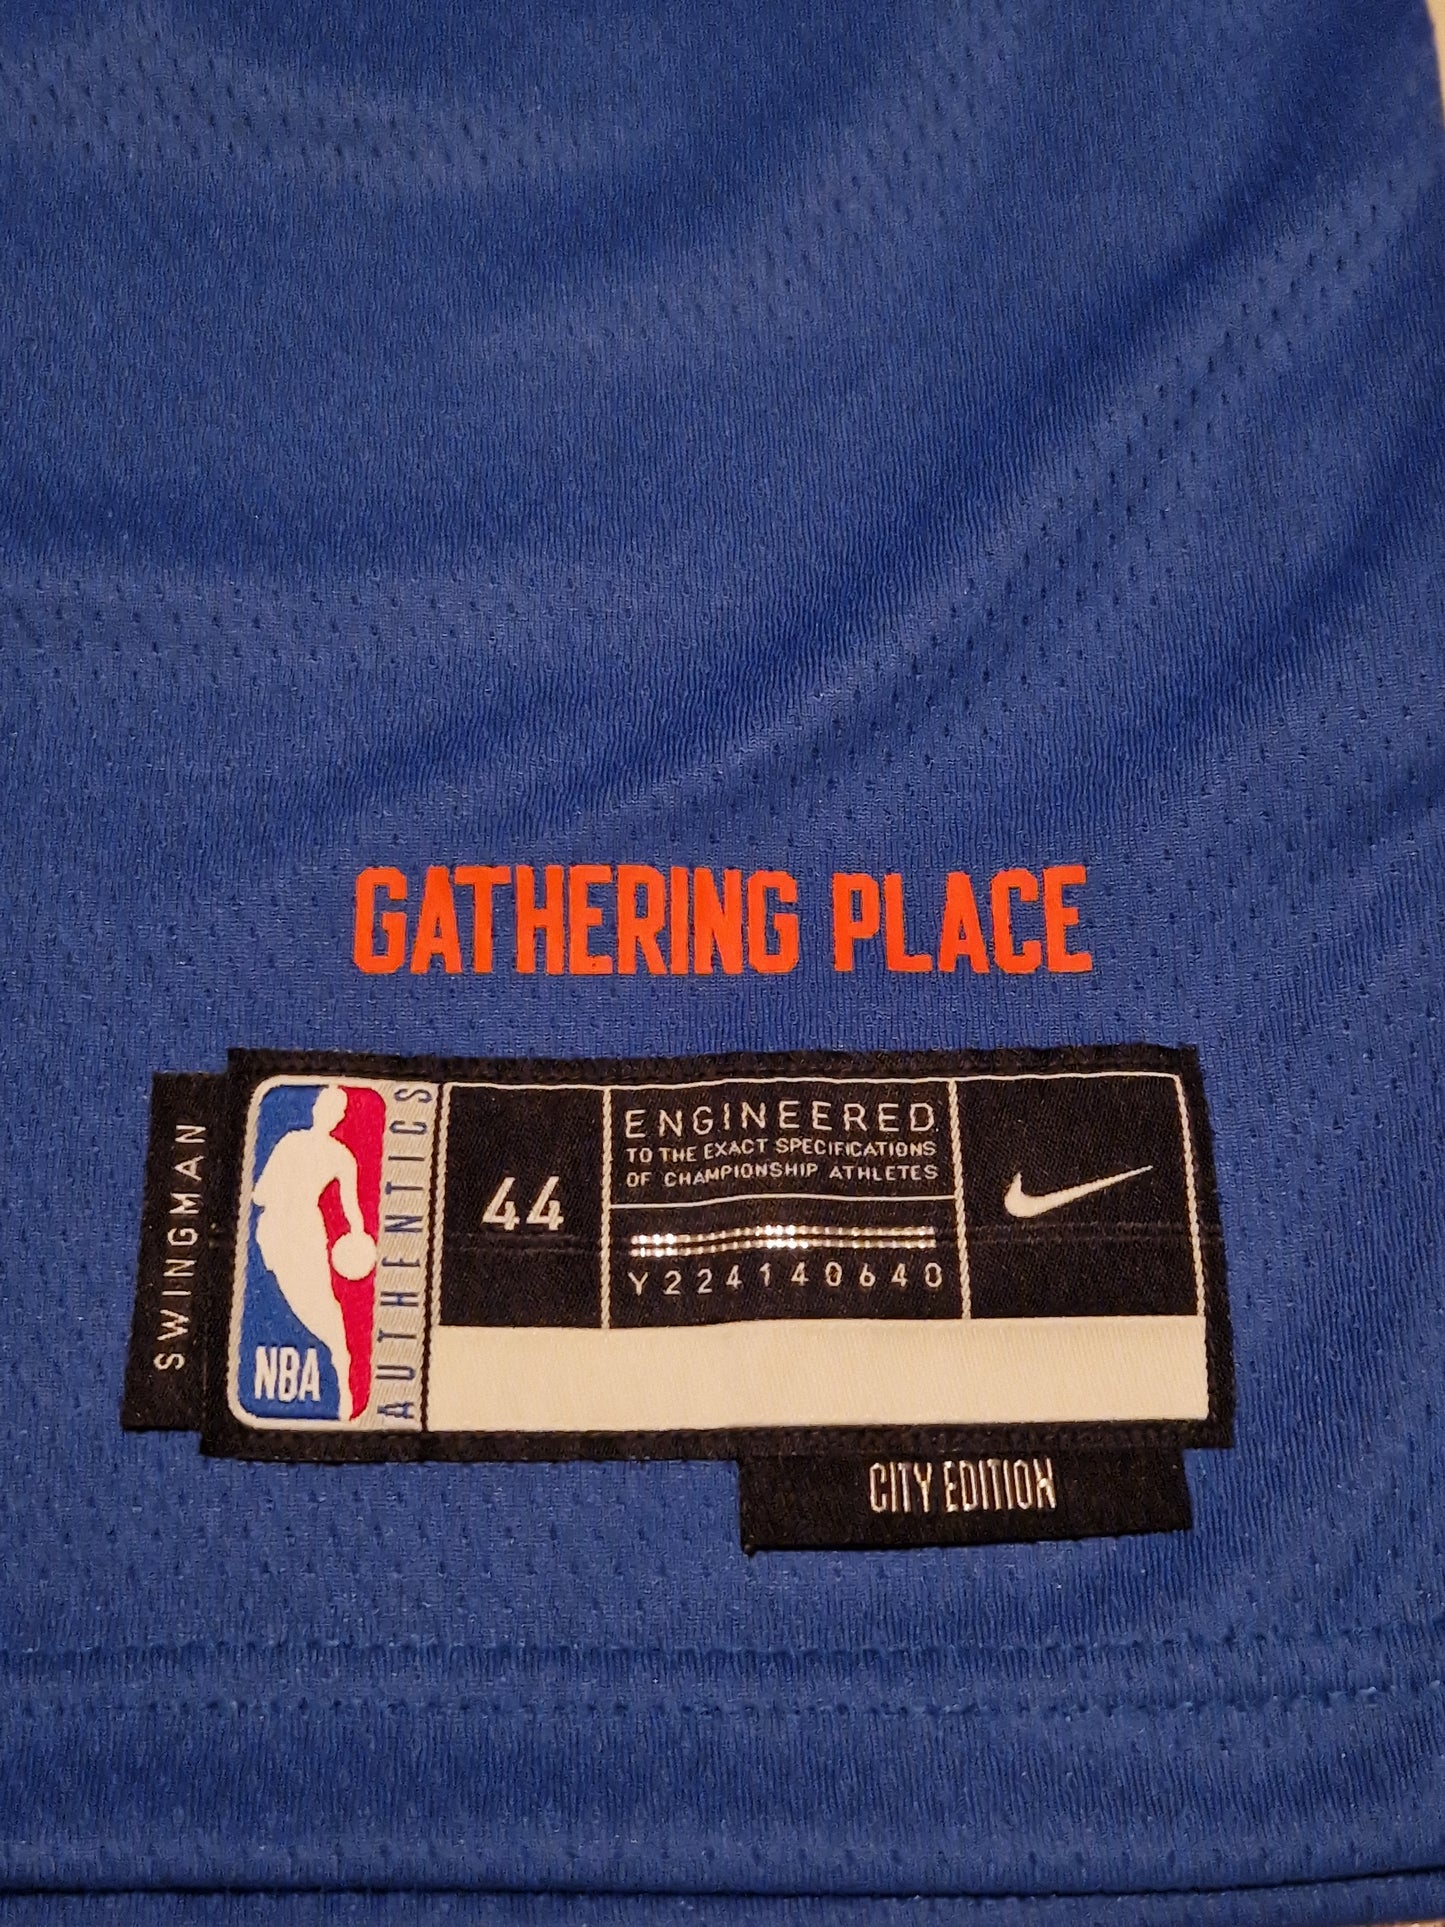 GATHERING PLACE
SWINGMAN
NBA
AUTHENTICS
44
ENGINEERED
TO THE EXACT SPECIFICATIONS
OF CHAMPIONSHIP ATHLETES
Y224140640
CITY EDITION